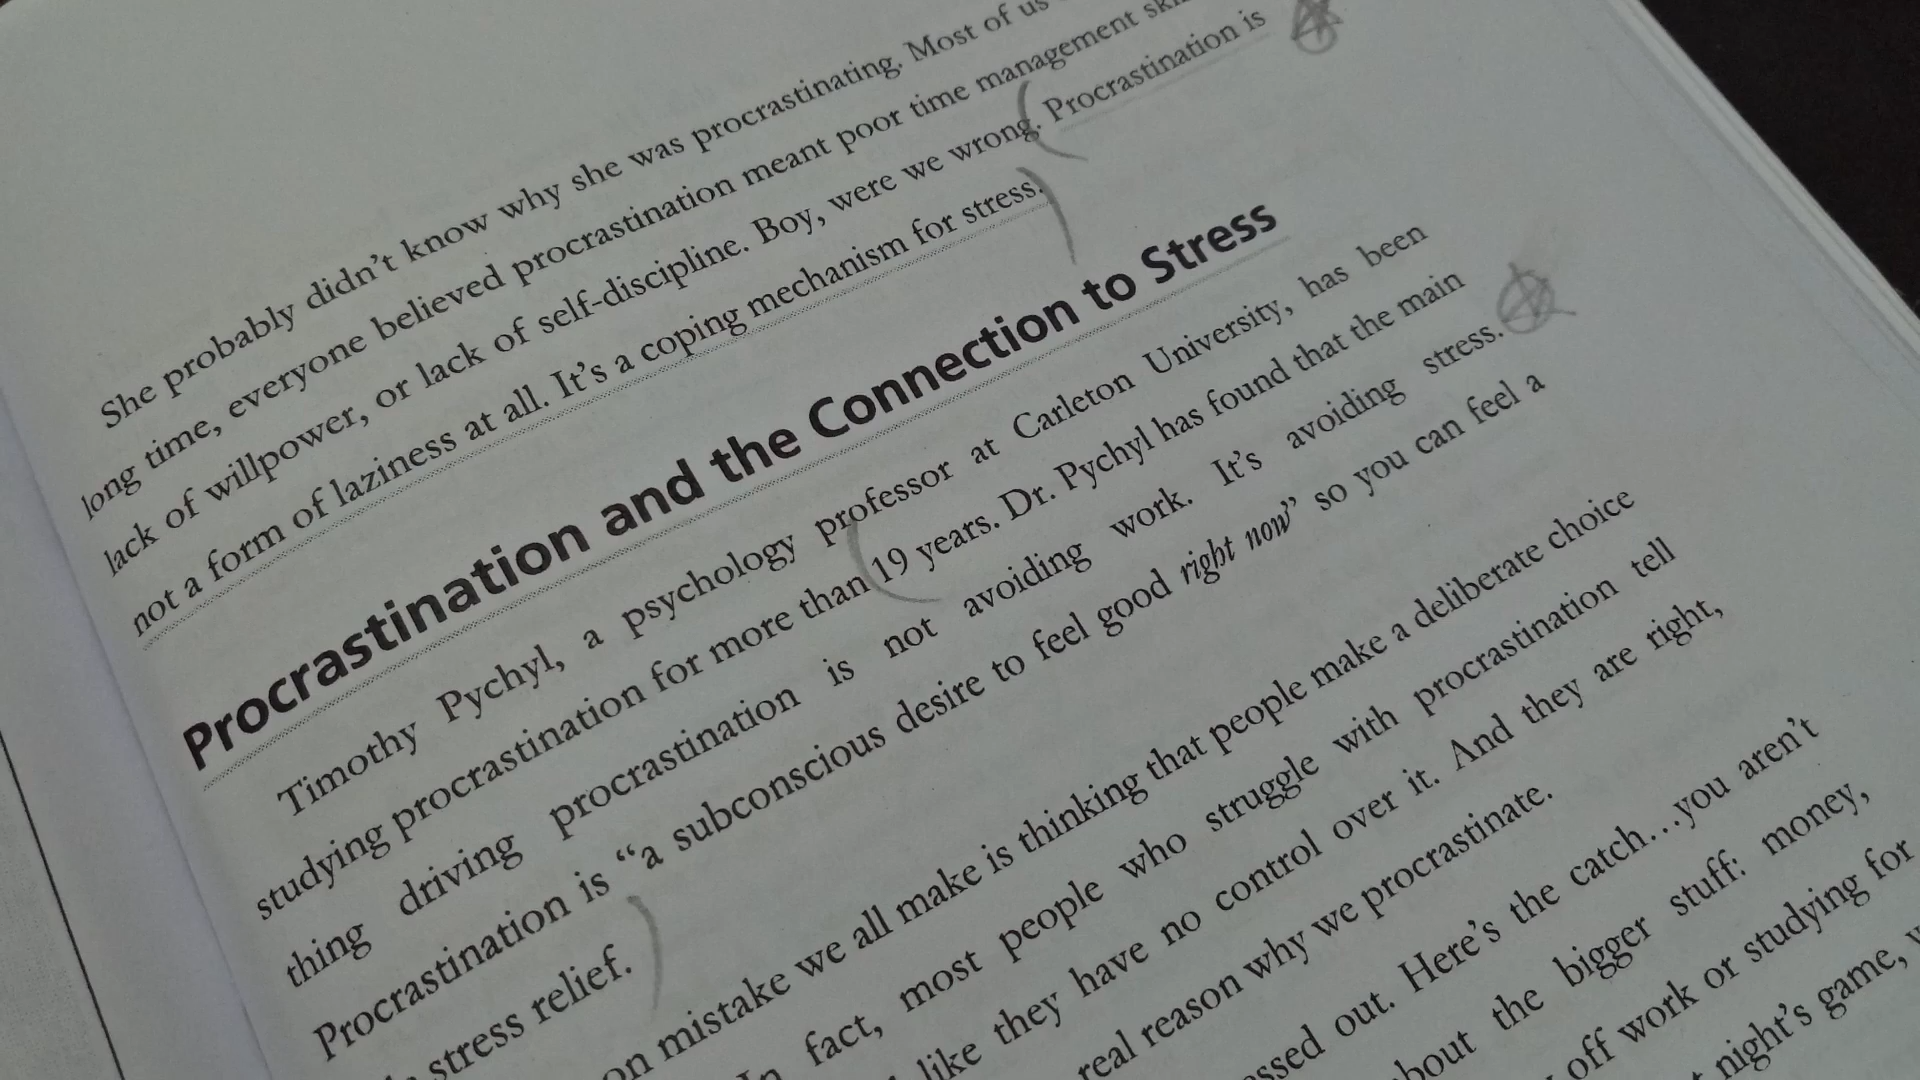 She probably didn't know why she was procrastinating. Most of us
long time, everyone believed procrastination meant poor time management
lack of willpower, or lack of self-discipline. Boy, were we wrong. Procrastination is
not a form of laziness at all. It's a coping mechanism for stress.
Procrastination and the Connection to Stress
Timothy Pychyl, a psychology professor at Carleton University, has been
studying procrastination for more than 19 years. Dr. Pychyl has found that the main
thing driving procrastination is not avoiding work. It's avoiding stress.
Procrastination is “a subconscious desire to feel good right now” so you can feel a
stress relief.
mistake we all make is thinking that people make a deliberate choice
fact, most people who struggle with procrastination tell
like they have no control over it. And they are right,
real reason why we procrastinate.
out. Here's the catch…you aren't
the bigger stuff: money,
off work or studying for
night's game,